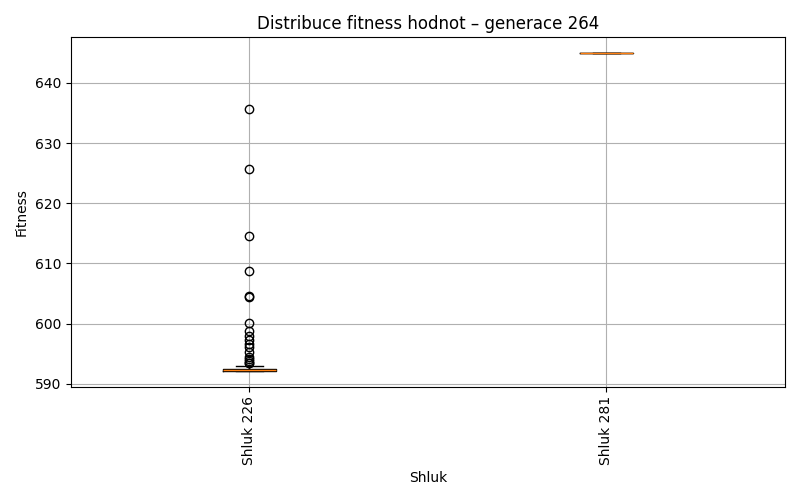 Distribuce fitness hodnot – generace 264
640
630
620
610
600
590
Fitness
Shluk 226
Shluk 281
Shluk